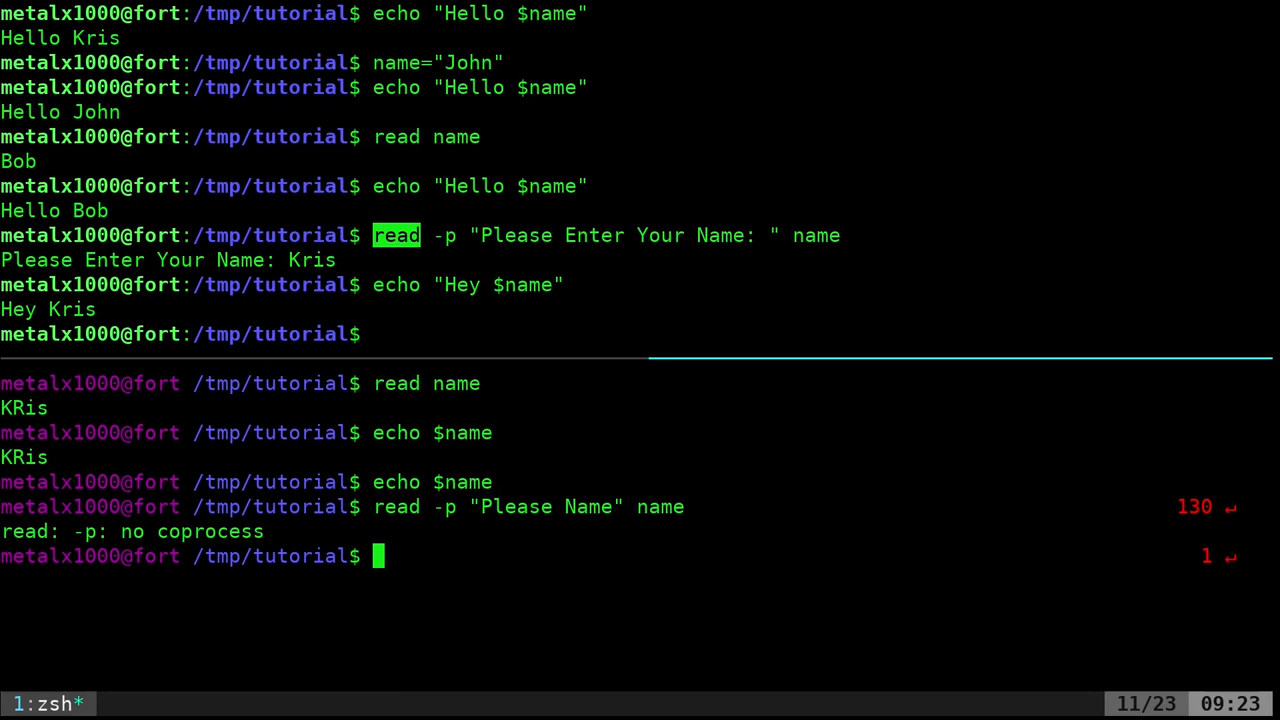 metalx1000@fort:/tmp/tutorial$ echo "Hello $name"
Hello Kris
metalx1000@fort:/tmp/tutorial$ name="John"
metalx1000@fort:/tmp/tutorial$ echo "Hello $name"
Hello John
metalx1000@fort:/tmp/tutorial$ read name
Bob
metalx1000@fort:/tmp/tutorial$ echo "Hello $name"
Hello Bob
metalx1000@fort:/tmp/tutorial$ read -p "Please Enter Your Name: " name
Please Enter Your Name: Kris
metalx1000@fort:/tmp/tutorial$ echo "Hey $name"
Hey Kris
metalx1000@fort:/tmp/tutorial$
metalx1000@fort /tmp/tutorial$ read name
KRis
metalx1000@fort /tmp/tutorial$ echo $name
KRis
metalx1000@fort /tmp/tutorial$ echo $name
metalx1000@fort /tmp/tutorial$ read -p "Please Name" name 130 ↵
read: -p: no coprocess
metalx1000@fort /tmp/tutorial$ 1 ↵
1:zsh* 11/23 09:23